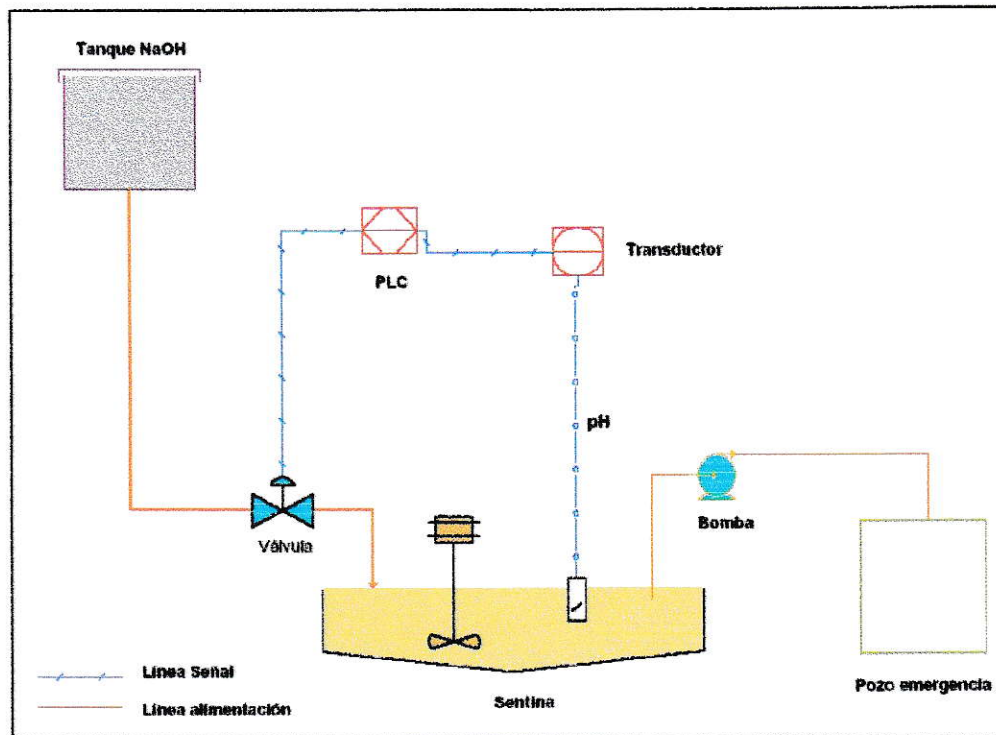 Tanque NaOH
Transductor
PLC
pH
Bomba
Válvula
Línea Señal
Sentina
Pozo emergencia
Línea alimentación